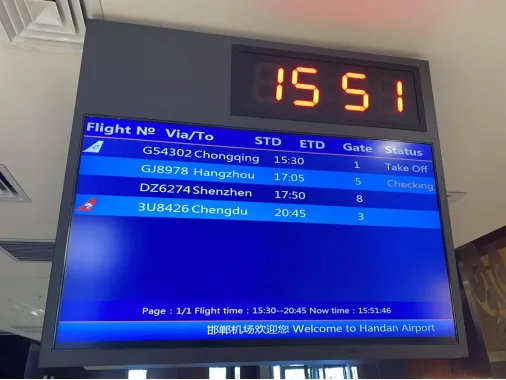 15 51
Flight № Via/To STD ETD Gate Status
G54302 Chongqing 15:30 1 Take Off
GJ8978 Hangzhou 17:05 5 Checking
DZ6274 Shenzhen 17:50 8
3U8426 Chengdu 20:45 3
Page : 1/1 Flight time : 15:30--20:45 Now time : 15:51:46
邯郸机场欢迎您 Welcome to Handan Airport